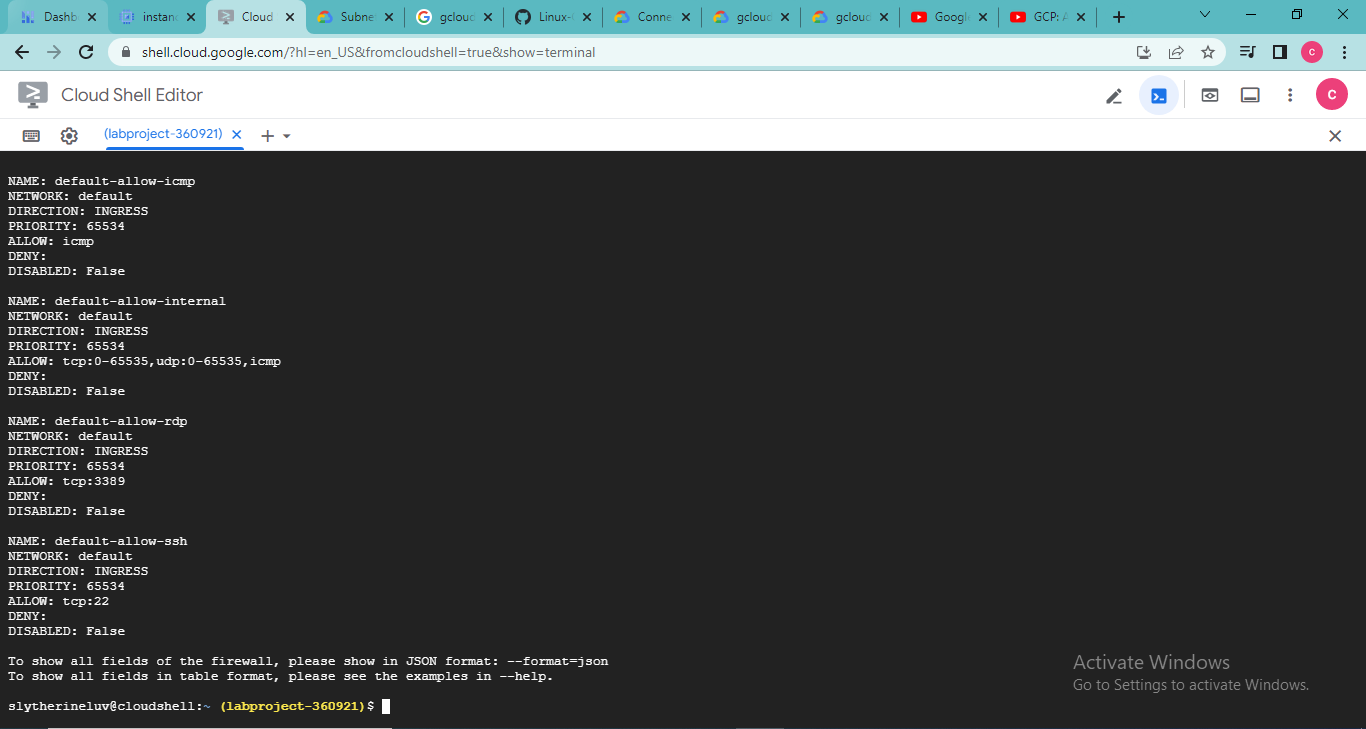 Dashb
instan
Cloud
Subne
gcloud
Linux-
Conne
gcloud
gcloud
Googl
GCP: A
shell.cloud.google.com/?hl=en_US&fromcloudshell=true&show=terminal
C
Cloud Shell Editor
C
(labproject-360921)
NAME: default-allow-icmp
NETWORK: default
DIRECTION: INGRESS
PRIORITY: 65534
ALLOW: icmp
DENY:
DISABLED: False
NAME: default-allow-internal
NETWORK: default
DIRECTION: INGRESS
PRIORITY: 65534
ALLOW: tcp:0-65535,udp:0-65535,icmp
DENY:
DISABLED: False
NAME: default-allow-rdp
NETWORK: default
DIRECTION: INGRESS
PRIORITY: 65534
ALLOW: tcp:3389
DENY:
DISABLED: False
NAME: default-allow-ssh
NETWORK: default
DIRECTION: INGRESS
PRIORITY: 65534
ALLOW: tcp:22
DENY:
DISABLED: False
To show all fields of the firewall, please show in JSON format: --format=json
To show all fields in table format, please see the examples in --help.
slytherineluv@cloudshell:~ (labproject-360921)$
Activate Windows
Go to Settings to activate Windows.